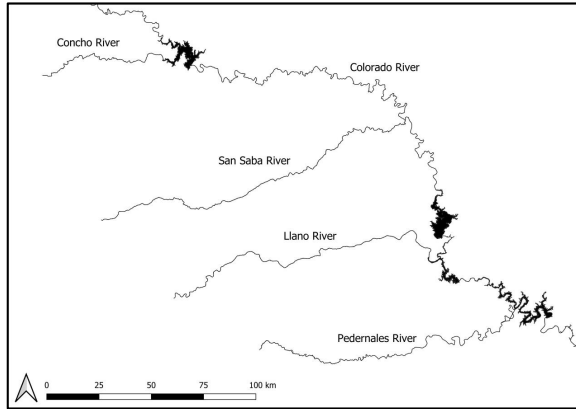 Concho River
Colorado River
San Saba River
Llano River
Pedernales River
0 25 50 75 100 km